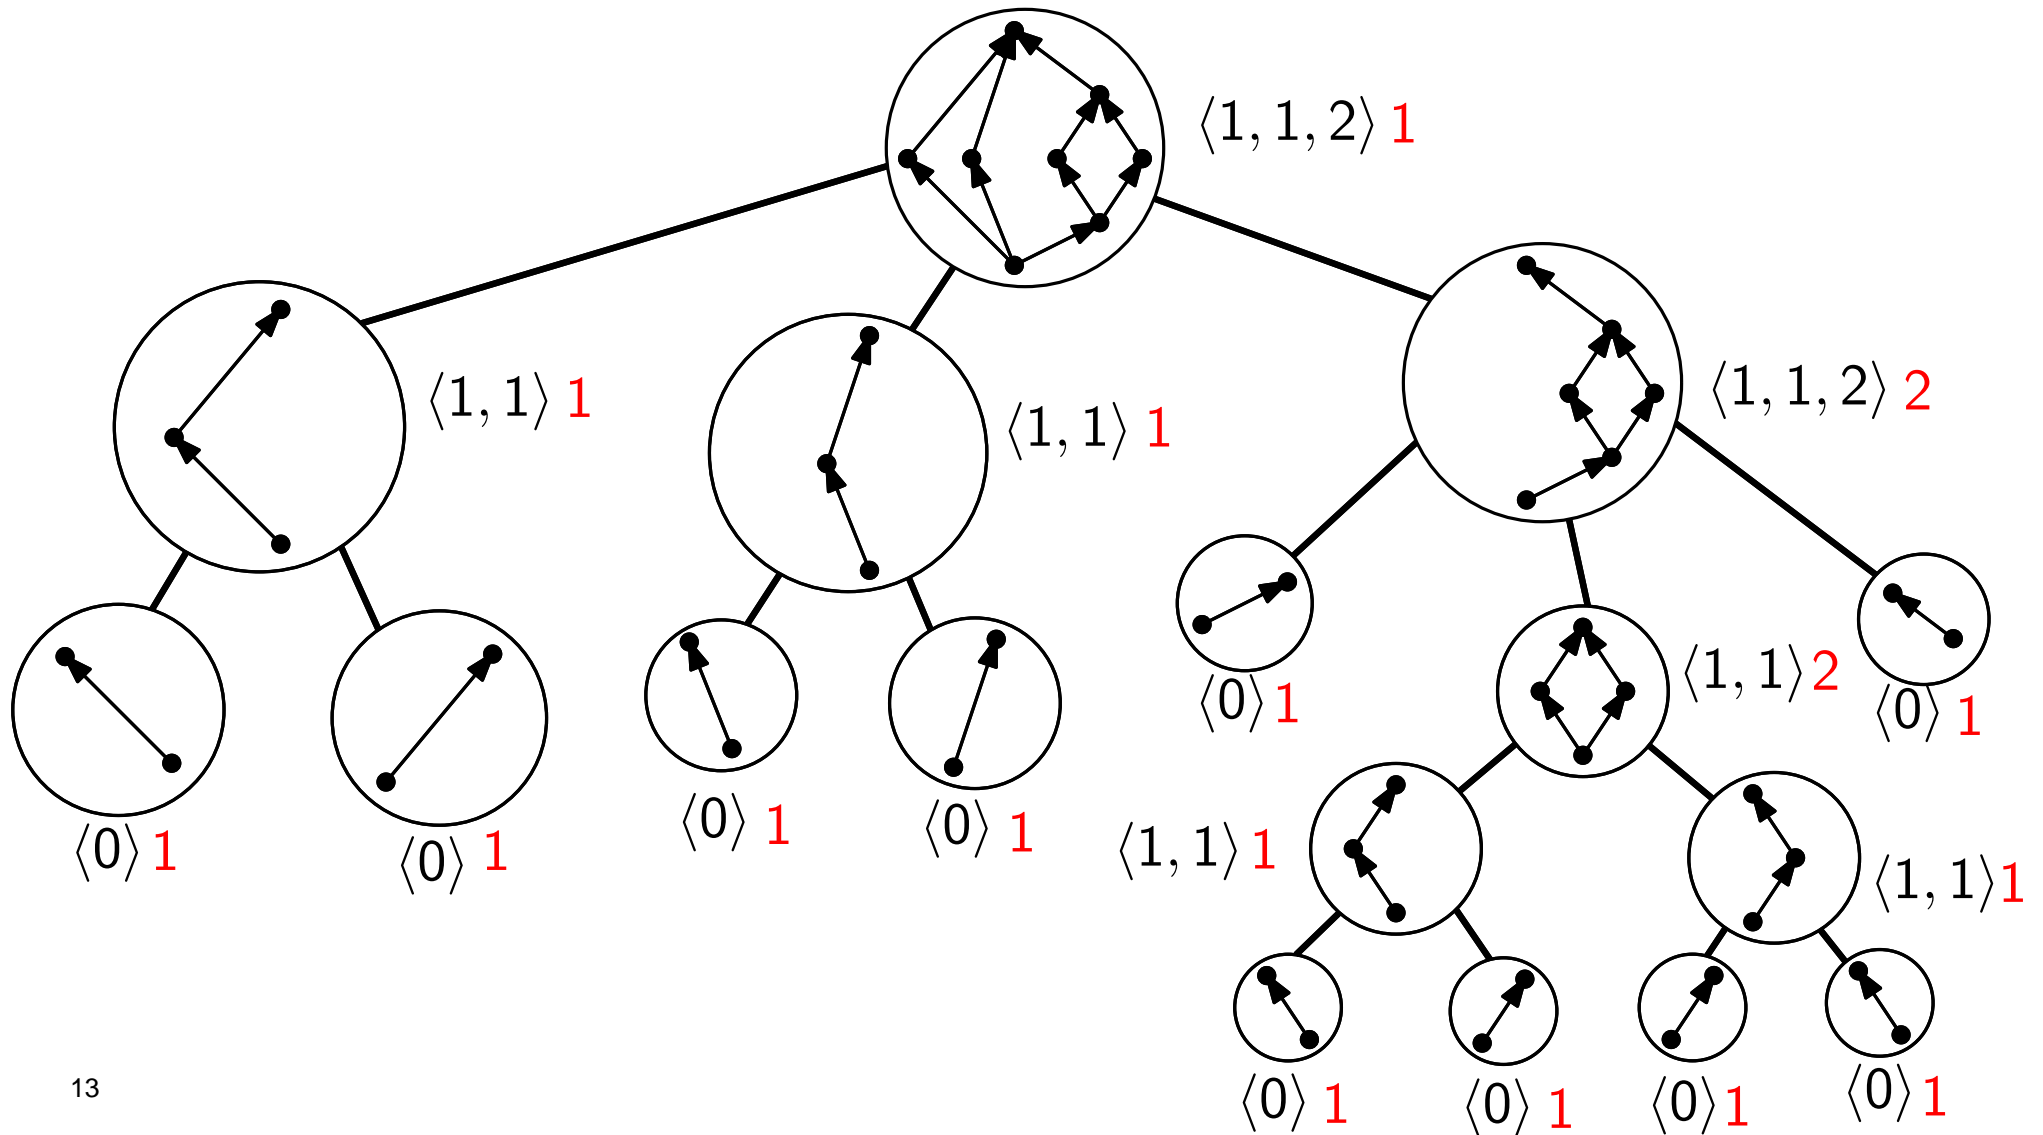 ⟨1, 1, 2⟩ 1
⟨1, 1⟩ 1
⟨1, 1⟩ 1
⟨1, 1, 2⟩ 2
⟨0⟩ 1
⟨0⟩ 1
⟨0⟩ 1
⟨0⟩ 1
⟨0⟩ 1
⟨1, 1⟩ 2
⟨0⟩ 1
⟨1, 1⟩ 1
⟨1, 1⟩ 1
⟨0⟩ 1
⟨0⟩ 1
⟨0⟩ 1
⟨0⟩ 1
13